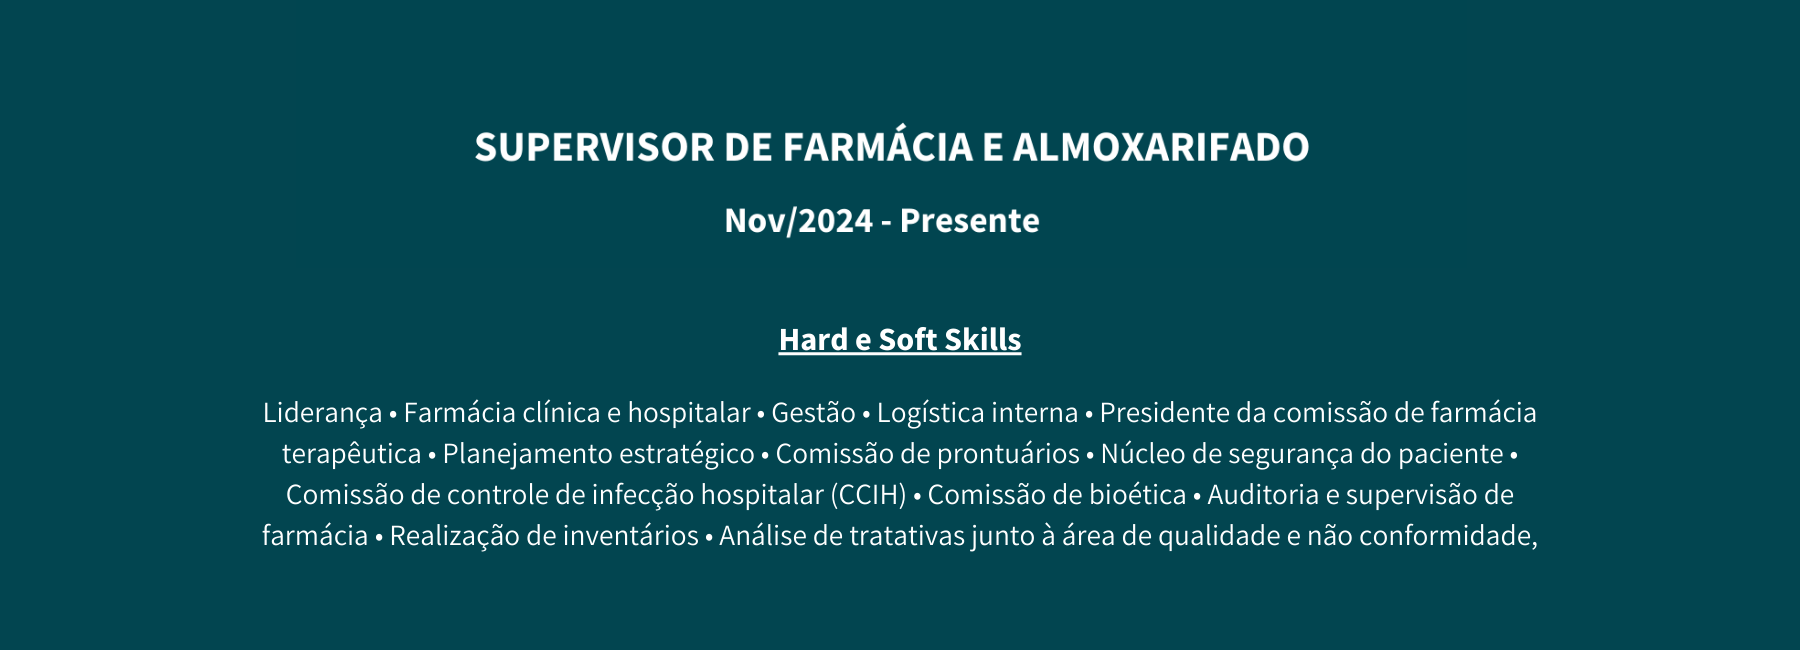 SUPERVISOR DE FARMÁCIA E ALMOXARIFADO
Nov/2024 - Presente
Hard e Soft Skills
Liderança • Farmácia clínica e hospitalar • Gestão • Logística interna • Presidente da comissão de farmácia
terapêutica • Planejamento estratégico • Comissão de prontuários • Núcleo de segurança do paciente •
Comissão de controle de infecção hospitalar (CCIH) • Comissão de bioética • Auditoria e supervisão de
farmácia • Realização de inventários • Análise de tratativas junto à área de qualidade e não conformidade,